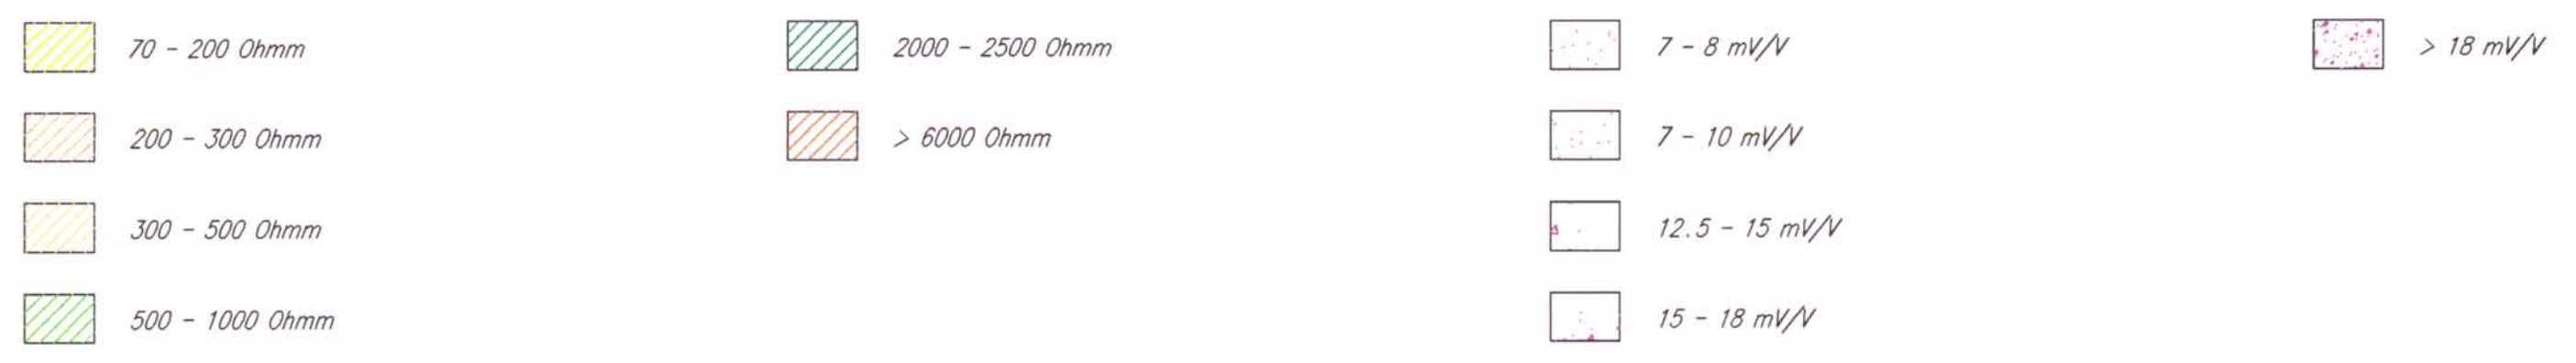 70 - 200 Ohmm
200 - 300 Ohmm
300 - 500 Ohmm
500 - 1000 Ohmm
2000 - 2500 Ohmm
> 6000 Ohmm
7 - 8 mV/V
7 - 10 mV/V
12.5 - 15 mV/V
15 - 18 mV/V
> 18 mV/V